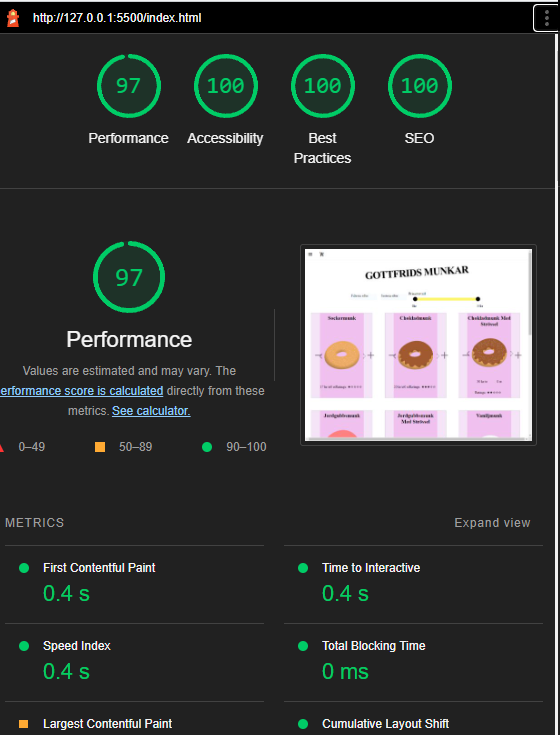 http://127.0.0.1:5500/index.html
97
100
100
100
Performance
Accessibility
Best
Practices
SEO
97
Performance
Values are estimated and may vary. The
erformance score is calculated directly from these
metrics. See calculator.
0–49
50–89
90–100
GOTTFRIDS MUNKAR
Sockermunk
Chokladmunk
Chokladmunk Med
Strössel
Jordgubbsmunk
Jordgubbsmunk
Med Strössel
Vaniljmunk
METRICS
Expand view
First Contentful Paint
0.4 s
Time to Interactive
0.4 s
Speed Index
0.4 s
Total Blocking Time
0 ms
Largest Contentful Paint
Cumulative Layout Shift